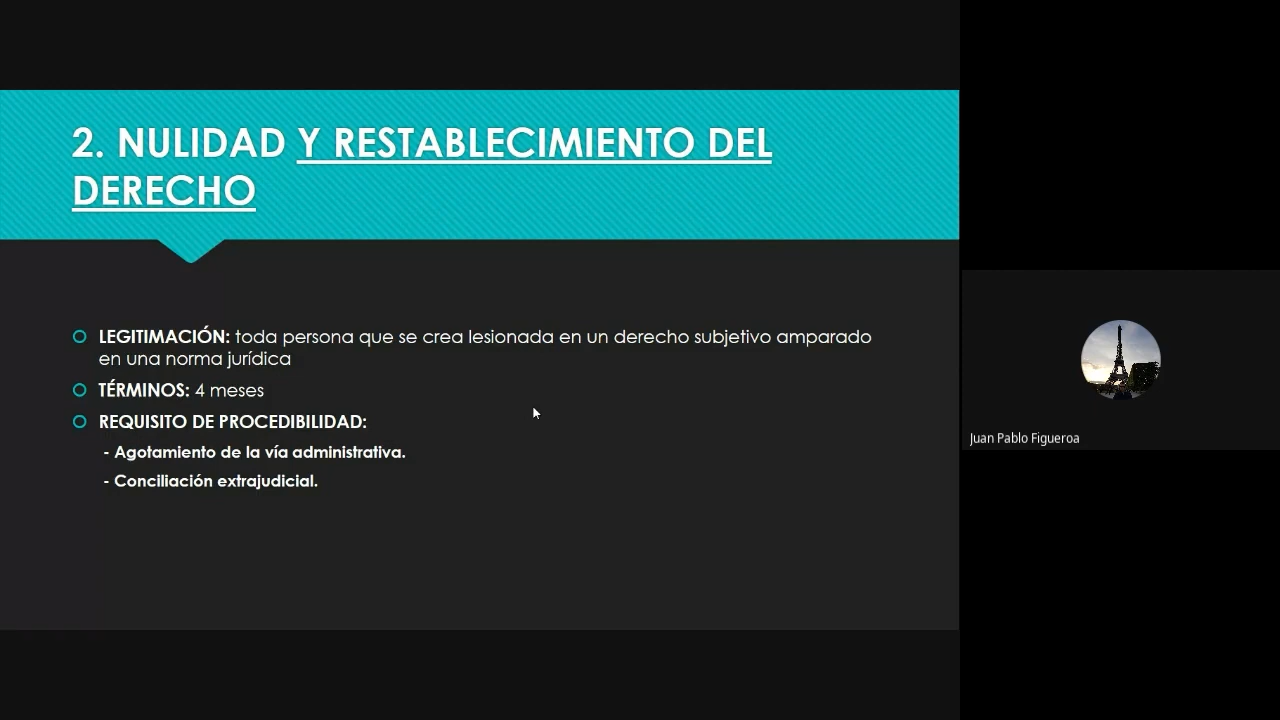 2. NULIDAD Y RESTABLECIMIENTO DEL
DERECHO
LEGITIMACIÓN: toda persona que se crea lesionada en un derecho subjetivo amparado
en una norma jurídica
TÉRMINOS: 4 meses
REQUISITO DE PROCEDIBILIDAD:
- Agotamiento de la vía administrativa.
- Conciliación extrajudicial.
Juan Pablo Figueroa